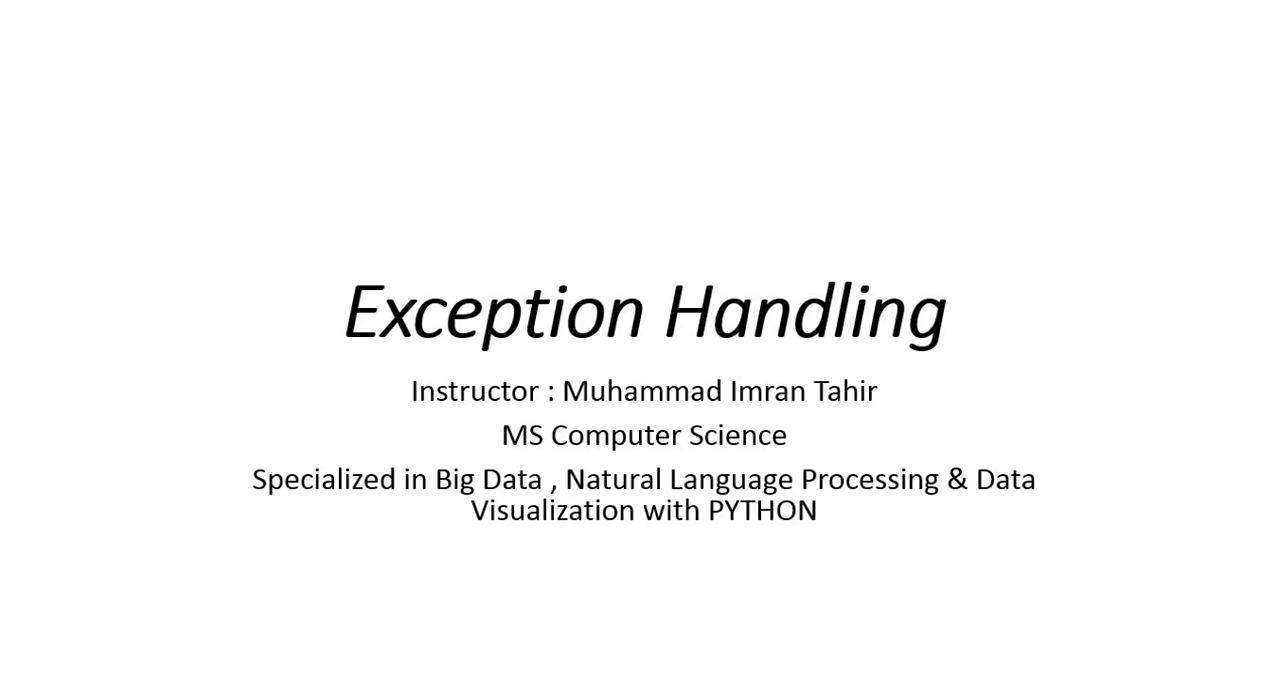 Exception Handling
Instructor : Muhammad Imran Tahir
MS Computer Science
Specialized in Big Data , Natural Language Processing & Data
Visualization with PYTHON